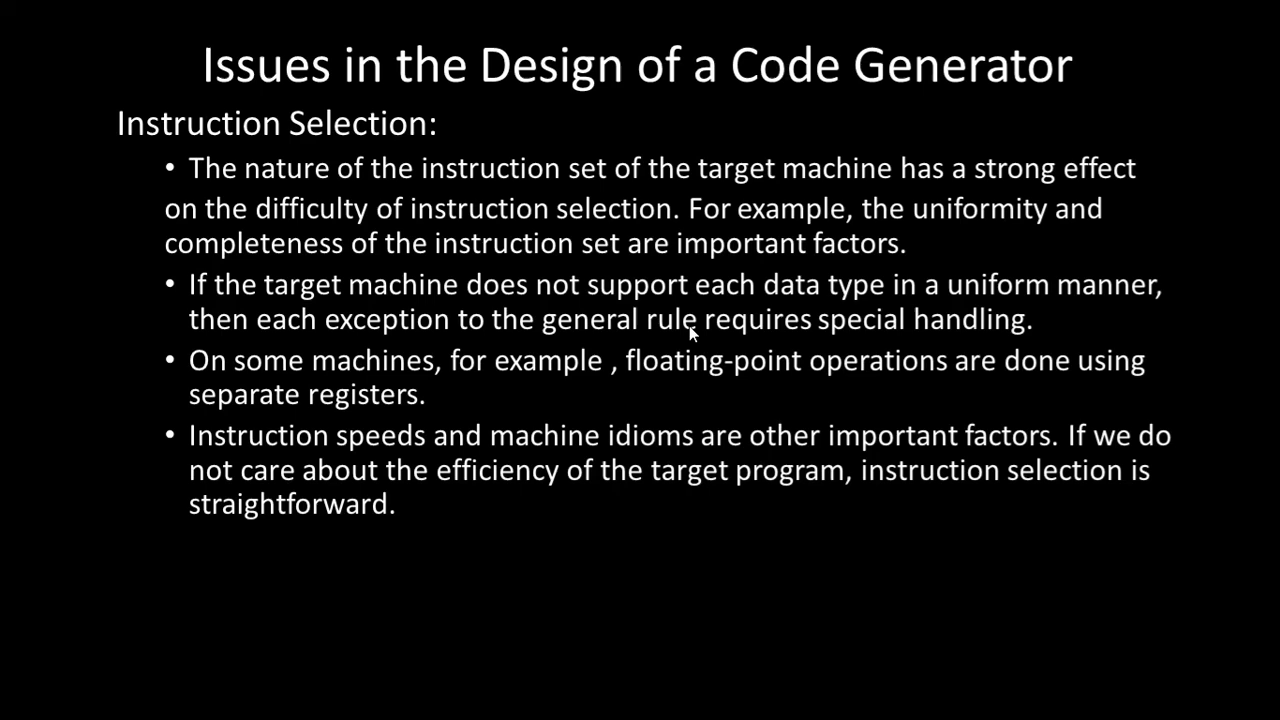 Issues in the Design of a Code Generator
Instruction Selection:
• The nature of the instruction set of the target machine has a strong effect
on the difficulty of instruction selection. For example, the uniformity and
completeness of the instruction set are important factors.
• If the target machine does not support each data type in a uniform manner,
then each exception to the general rule requires special handling.
• On some machines, for example , floating-point operations are done using
separate registers.
• Instruction speeds and machine idioms are other important factors. If we do
not care about the efficiency of the target program, instruction selection is
straightforward.